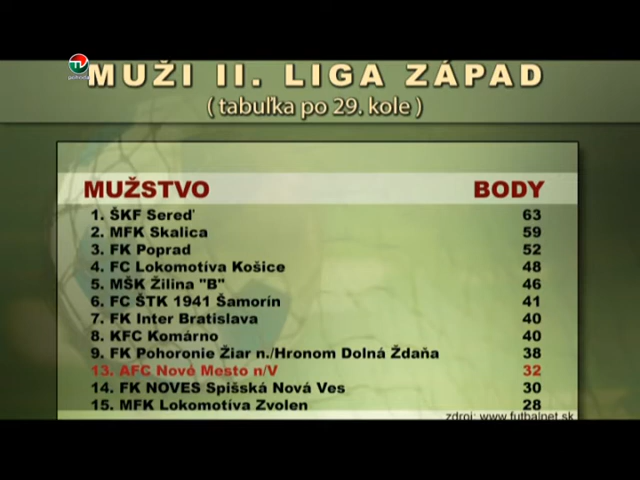 MUŽI II. LIGA ZÁPAD
( tabuľka po 29. kole )
MUŽSTVO BODY
1. ŠKF Sereď 63
2. MFK Skalica 59
3. FK Poprad 52
4. FC Lokomotíva Košice 48
5. MŠK Žilina "B" 46
6. FC ŠTK 1941 Šamorín 41
7. FK Inter Bratislava 40
8. KFC Komárno 40
9. FK Pohoronie Žiar n./Hronom Dolná Ždaňa 38
13. AFC Nové Mesto n/V 32
14. FK NOVES Spišská Nová Ves 30
15. MFK Lokomotíva Zvolen 28
zdroj: www.futbalnet.sk